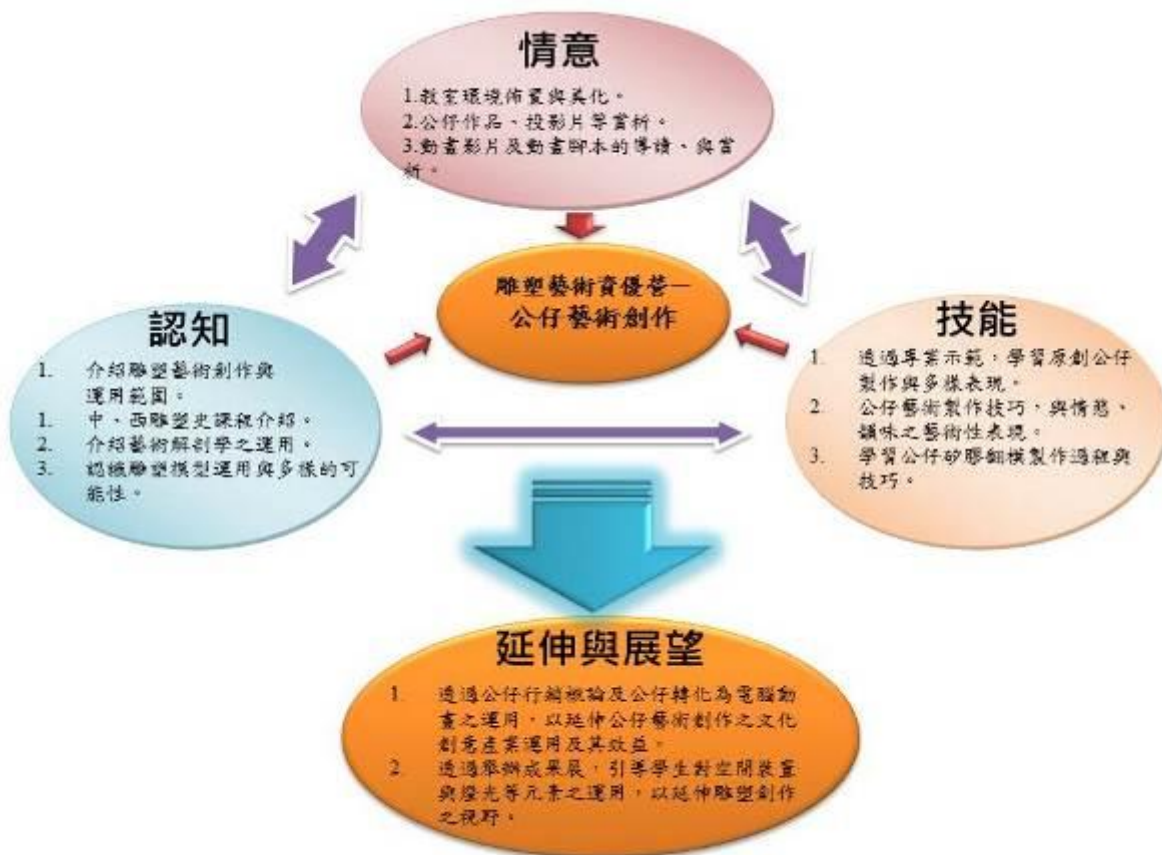 情意
1.教室環境佈置與美化。
2.公仔作品、投影片等賞析。
3.動畫影片及動畫腳本的導讀、與賞
析。
雕塑藝術資優營—
公仔藝術創作
認知
1. 介紹雕塑藝術創作與
運用範圍。
1. 中、西雕塑史課程介紹。
2. 介紹藝術解剖學之運用。
3. 認識雕塑模型運用與多樣的可
能性。
技能
1. 透過專業示範，學習原創公仔
製作與多樣表現。
2. 公仔藝術製作技巧，與情態、
韻味之藝術性表現。
3. 學習公仔矽膠翻模製作過程與
技巧。
延伸與展望
1. 透過公仔行銷概論及公仔轉化為電腦動
畫之運用，以延伸公仔藝術創作之文化
創意產業運用及其效益。
2. 透過舉辦成果展，引導學生對空間裝置
與燈光等元素之運用，以延伸雕塑創作
之視野。